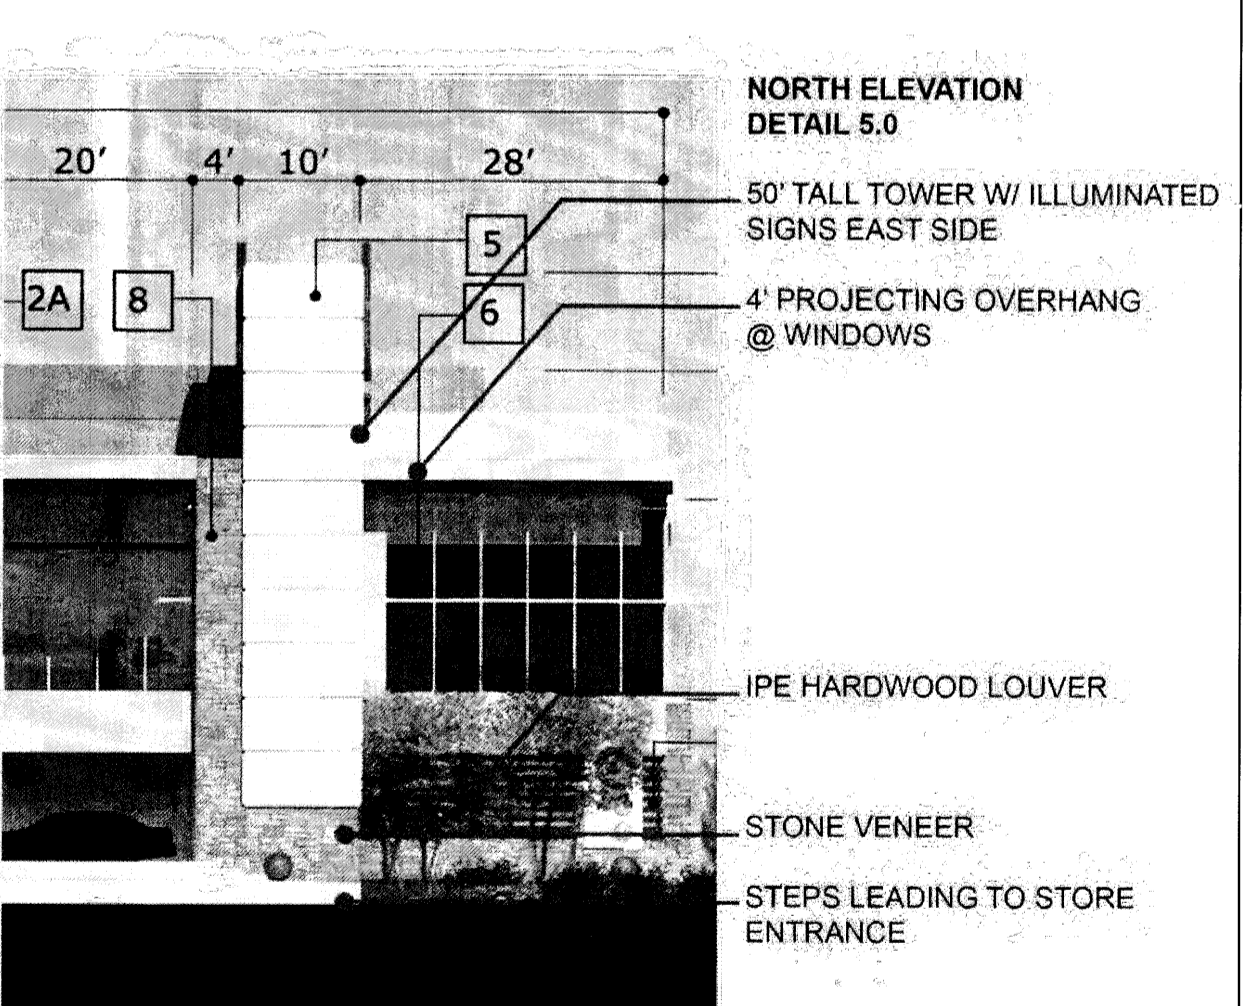 NORTH ELEVATION
DETAIL 5.0
20' 4' 10' 28'
50' TALL TOWER W/ ILLUMINATED
SIGNS EAST SIDE
5
2A 8
4' PROJECTING OVERHANG
@ WINDOWS
6
IPE HARDWOOD LOUVER
STONE VENEER
STEPS LEADING TO STORE
ENTRANCE